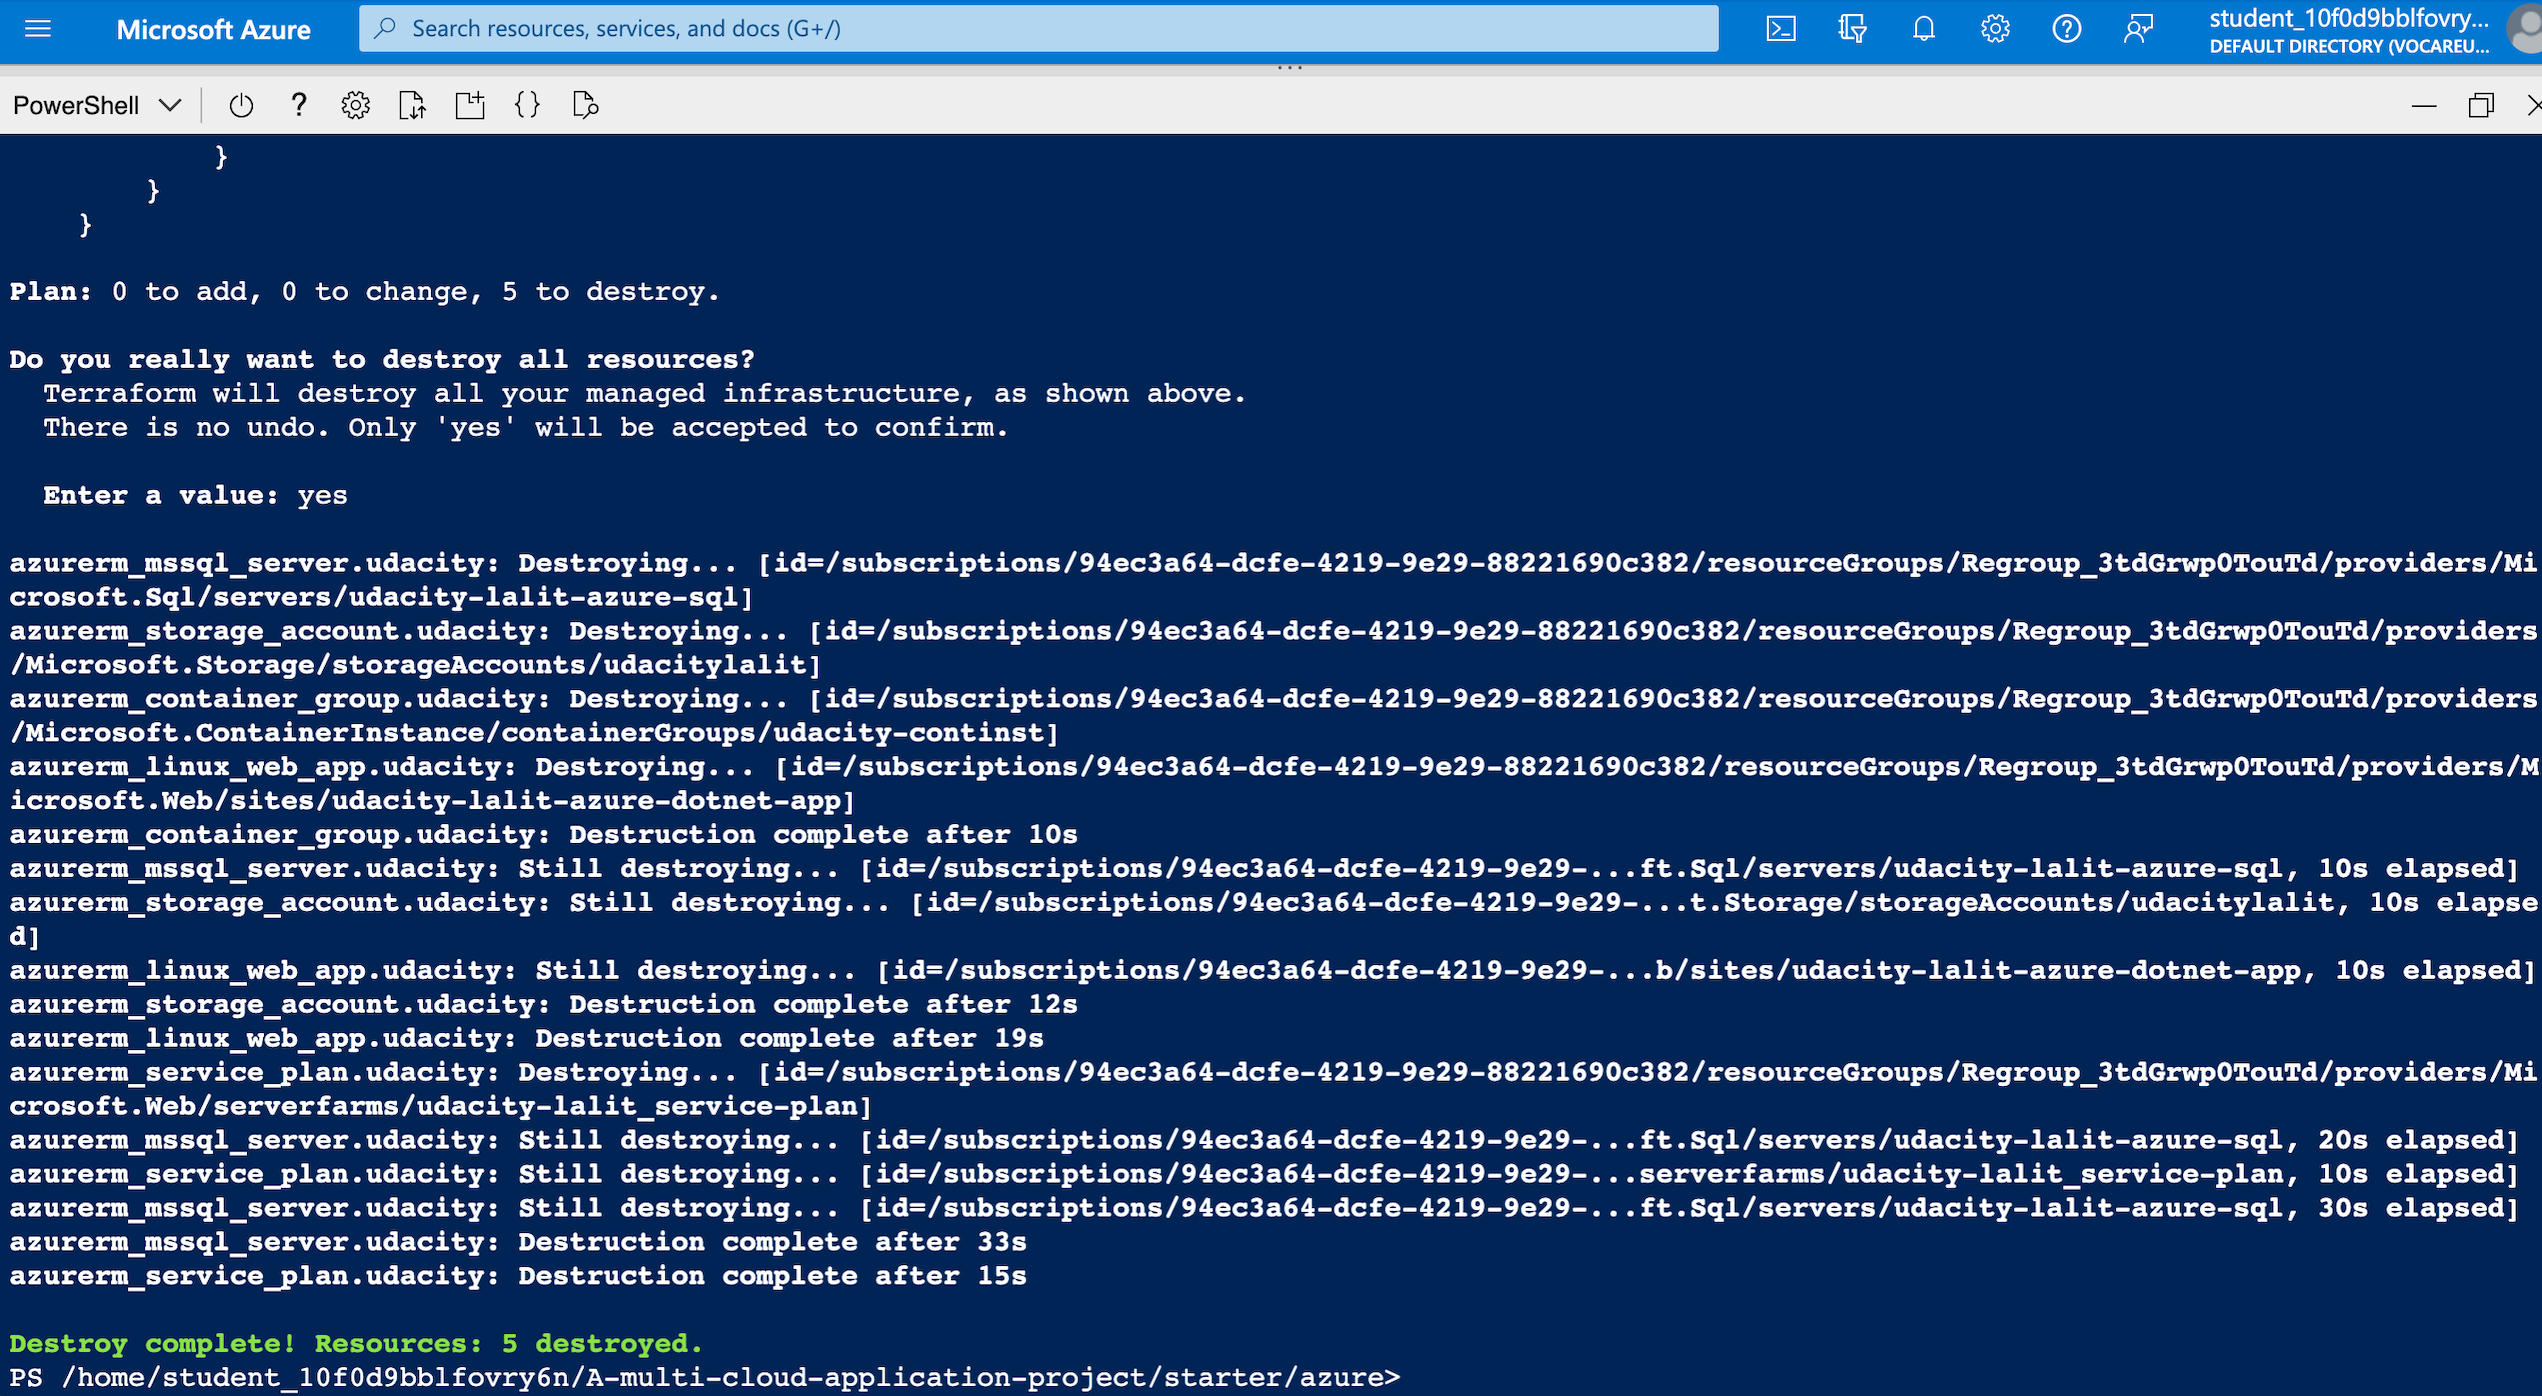 Microsoft Azure
Search resources, services, and docs (G+/)
student_10f0d9bblfovry...
DEFAULT DIRECTORY (VOCAREU...
PowerShell
}
}
}
Plan: 0 to add, 0 to change, 5 to destroy.
Do you really want to destroy all resources?
Terraform will destroy all your managed infrastructure, as shown above.
There is no undo. Only 'yes' will be accepted to confirm.
Enter a value: yes
azurerm_mssql_server.udacity: Destroying... [id=/subscriptions/94ec3a64-dcfe-4219-9e29-88221690c382/resourceGroups/Regroup_3tdGrwp0TouTd/providers/Mi
crosoft.Sql/servers/udacity-lalit-azure-sql]
azurerm_storage_account.udacity: Destroying... [id=/subscriptions/94ec3a64-dcfe-4219-9e29-88221690c382/resourceGroups/Regroup_3tdGrwp0TouTd/providers
/Microsoft.Storage/storageAccounts/udacitylalit]
azurerm_container_group.udacity: Destroying... [id=/subscriptions/94ec3a64-dcfe-4219-9e29-88221690c382/resourceGroups/Regroup_3tdGrwp0TouTd/providers
/Microsoft.ContainerInstance/containerGroups/udacity-continst]
azurerm_linux_web_app.udacity: Destroying... [id=/subscriptions/94ec3a64-dcfe-4219-9e29-88221690c382/resourceGroups/Regroup_3tdGrwp0TouTd/providers/M
icrosoft.Web/sites/udacity-lalit-azure-dotnet-app]
azurerm_container_group.udacity: Destruction complete after 10s
azurerm_mssql_server.udacity: Still destroying... [id=/subscriptions/94ec3a64-dcfe-4219-9e29-...ft.Sql/servers/udacity-lalit-azure-sql, 10s elapsed]
azurerm_storage_account.udacity: Still destroying... [id=/subscriptions/94ec3a64-dcfe-4219-9e29-...t.Storage/storageAccounts/udacitylalit, 10s elapse
d]
azurerm_linux_web_app.udacity: Still destroying... [id=/subscriptions/94ec3a64-dcfe-4219-9e29-...b/sites/udacity-lalit-azure-dotnet-app, 10s elapsed]
azurerm_storage_account.udacity: Destruction complete after 12s
azurerm_linux_web_app.udacity: Destruction complete after 19s
azurerm_service_plan.udacity: Destroying... [id=/subscriptions/94ec3a64-dcfe-4219-9e29-88221690c382/resourceGroups/Regroup_3tdGrwp0TouTd/providers/Mi
crosoft.Web/serverfarms/udacity-lalit_service-plan]
azurerm_mssql_server.udacity: Still destroying... [id=/subscriptions/94ec3a64-dcfe-4219-9e29-...ft.Sql/servers/udacity-lalit-azure-sql, 20s elapsed]
azurerm_service_plan.udacity: Still destroying... [id=/subscriptions/94ec3a64-dcfe-4219-9e29-...serverfarms/udacity-lalit_service-plan, 10s elapsed]
azurerm_mssql_server.udacity: Still destroying... [id=/subscriptions/94ec3a64-dcfe-4219-9e29-...ft.Sql/servers/udacity-lalit-azure-sql, 30s elapsed]
azurerm_mssql_server.udacity: Destruction complete after 33s
azurerm_service_plan.udacity: Destruction complete after 15s
Destroy complete! Resources: 5 destroyed.
PS /home/student_10f0d9bblfovry6n/A-multi-cloud-application-project/starter/azure>